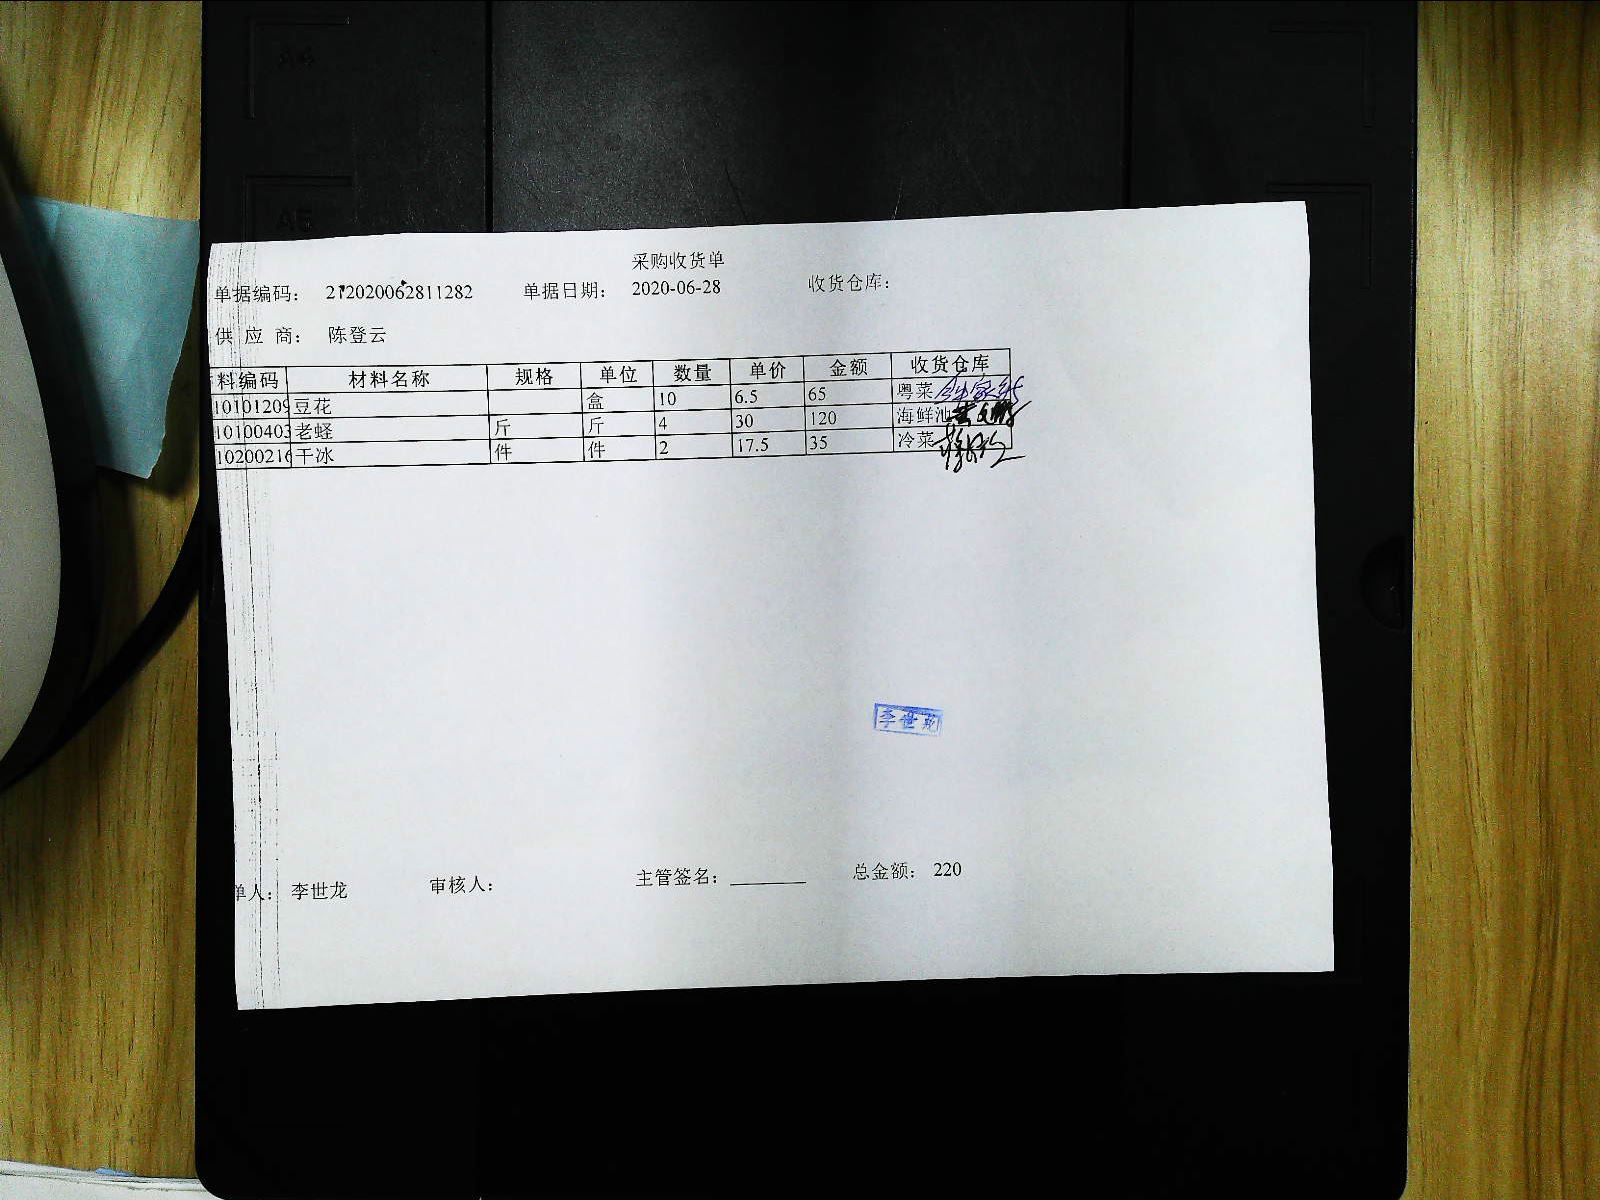 采购收货单
单据编码： 212020062811282 单据日期： 2020-06-28 收货仓库：
供 应 商： 陈登云
料编码 材料名称 规格 单位 数量 单价 金额 收货仓库
10101209 豆花 盒 10 6.5 65 粤菜
10100403 老蛏 斤 斤 4 30 120 海鲜池
10200216 干冰 件 件 2 17.5 35 冷菜
李世龙
单人： 李世龙 审核人： 主管签名： 总金额： 220
A4
A5